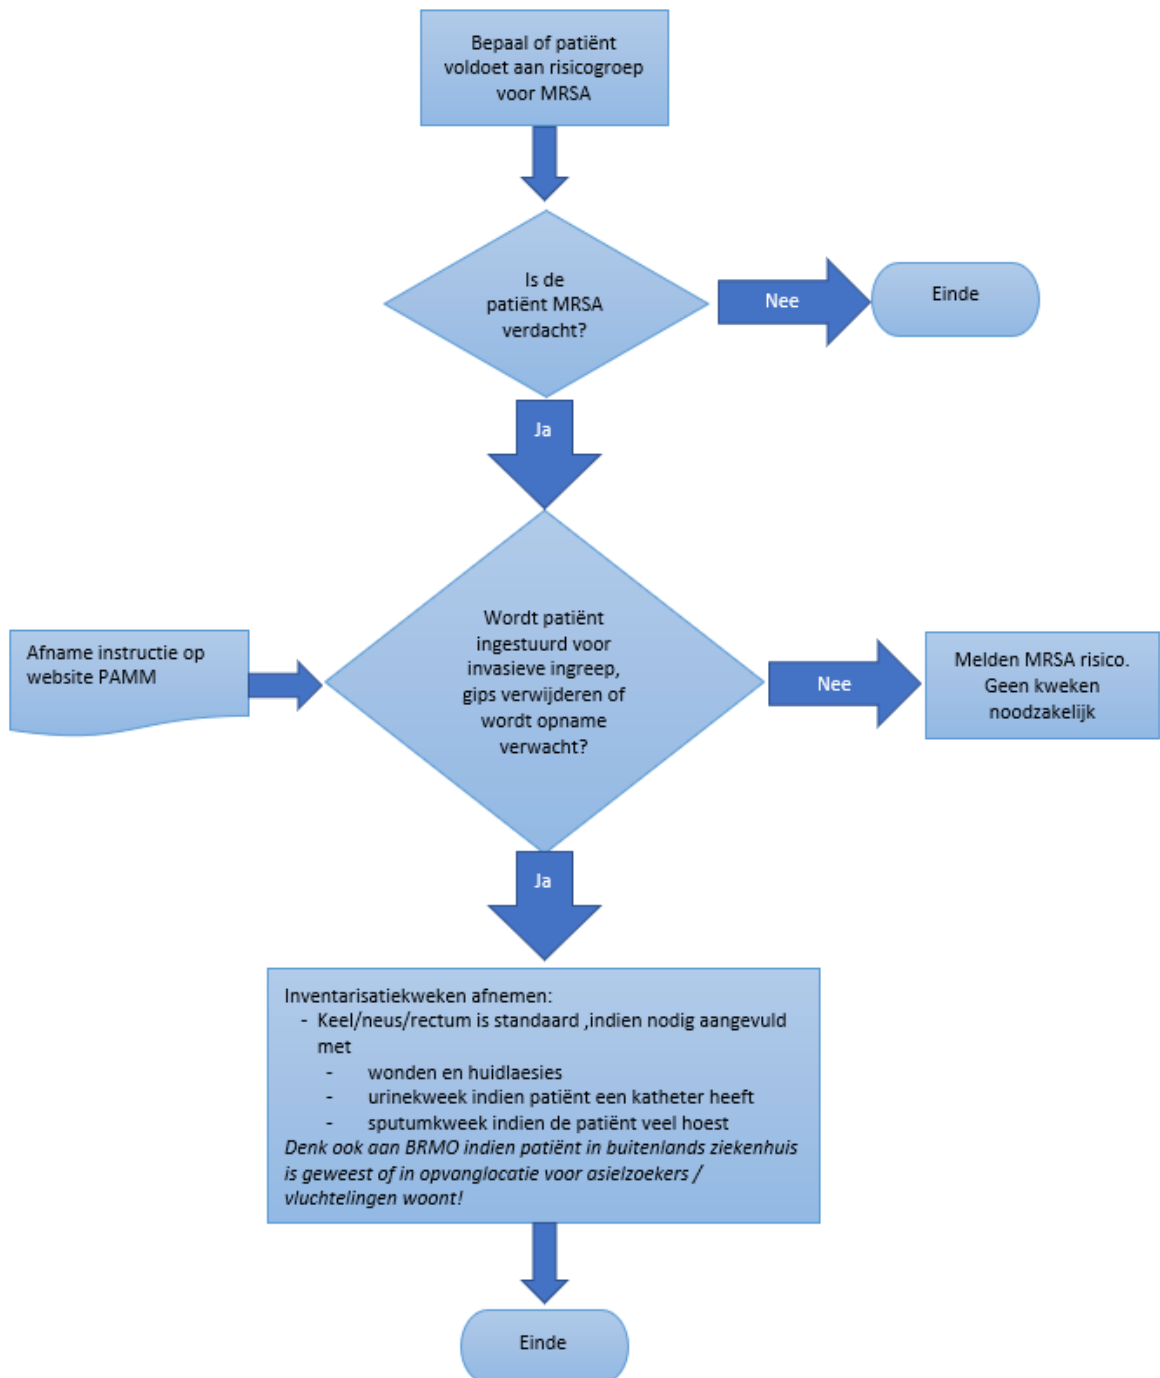 Bepaal of patiënt
voldoet aan risicogroep
voor MRSA
Is de
patiënt MRSA
verdacht?
Nee
Einde
Ja
Afname instructie op
website PAMM
Wordt patiënt
ingestuurd voor
invasieve ingreep,
gips verwijderen of
wordt opname
verwacht?
Nee
Melden MRSA risico.
Geen kweken
noodzakelijk
Ja
Inventarisatiekweken afnemen:
- Keel/neus/rectum is standaard ,indien nodig aangevuld
met
- wonden en huidlaesies
- urinekweek indien patiënt een katheter heeft
- sputumkweek indien de patiënt veel hoest
Denk ook aan BRMO indien patiënt in buitenlands ziekenhuis
is geweest of in opvanglocatie voor asielzoekers /
vluchtelingen woont!
Einde